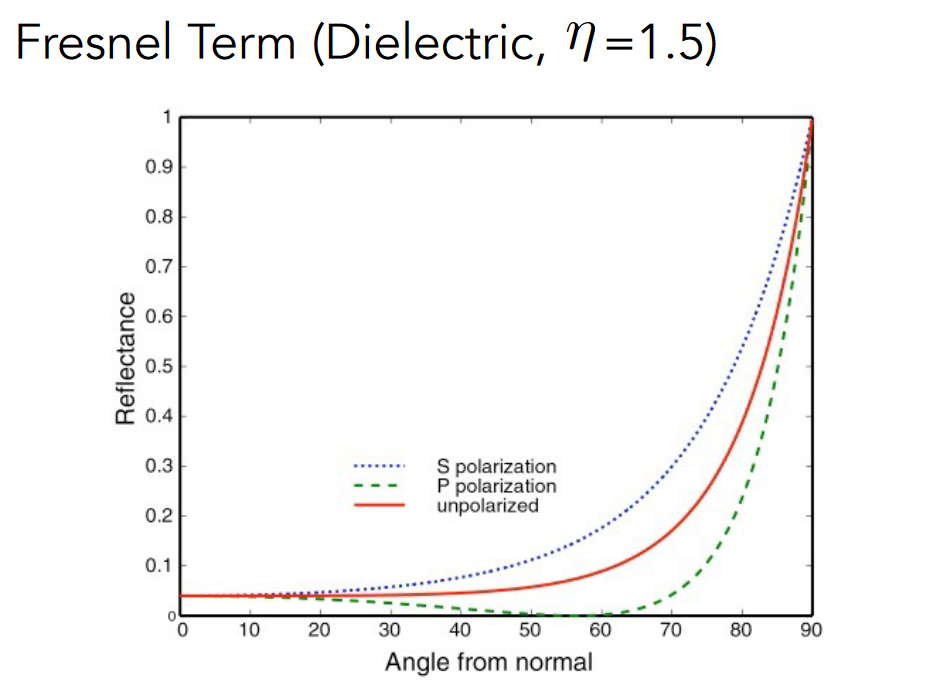 Fresnel Term (Dielectric, η=1.5)
1
0.9
0.8
0.7
0.6
0.5
0.4
0.3
0.2
0.1
0
Reflectance
S polarization
P polarization
unpolarized
0 10 20 30 40 50 60 70 80 90
Angle from normal